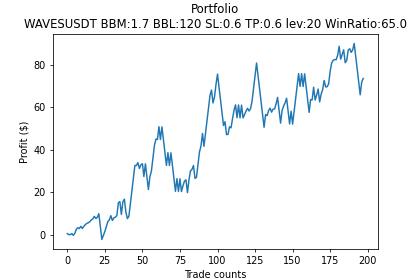 Portfolio
WAVESUSDT BBM:1.7 BBL:120 SL:0.6 TP:0.6 lev:20 WinRatio:65.0
Profit ($)
80
60
40
20
0
0 25 50 75 100 125 150 175 200
Trade counts